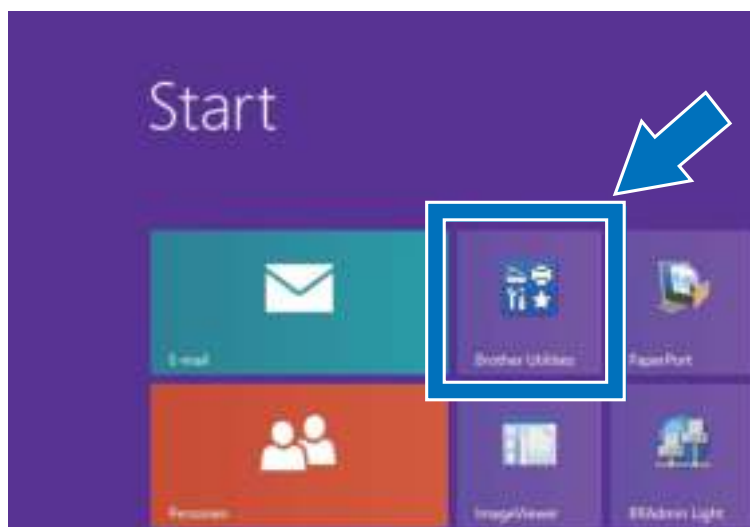 Start
E-mail
Brother Utilities
PaperPort
Personen
ImageViewer
BRAdmin Light